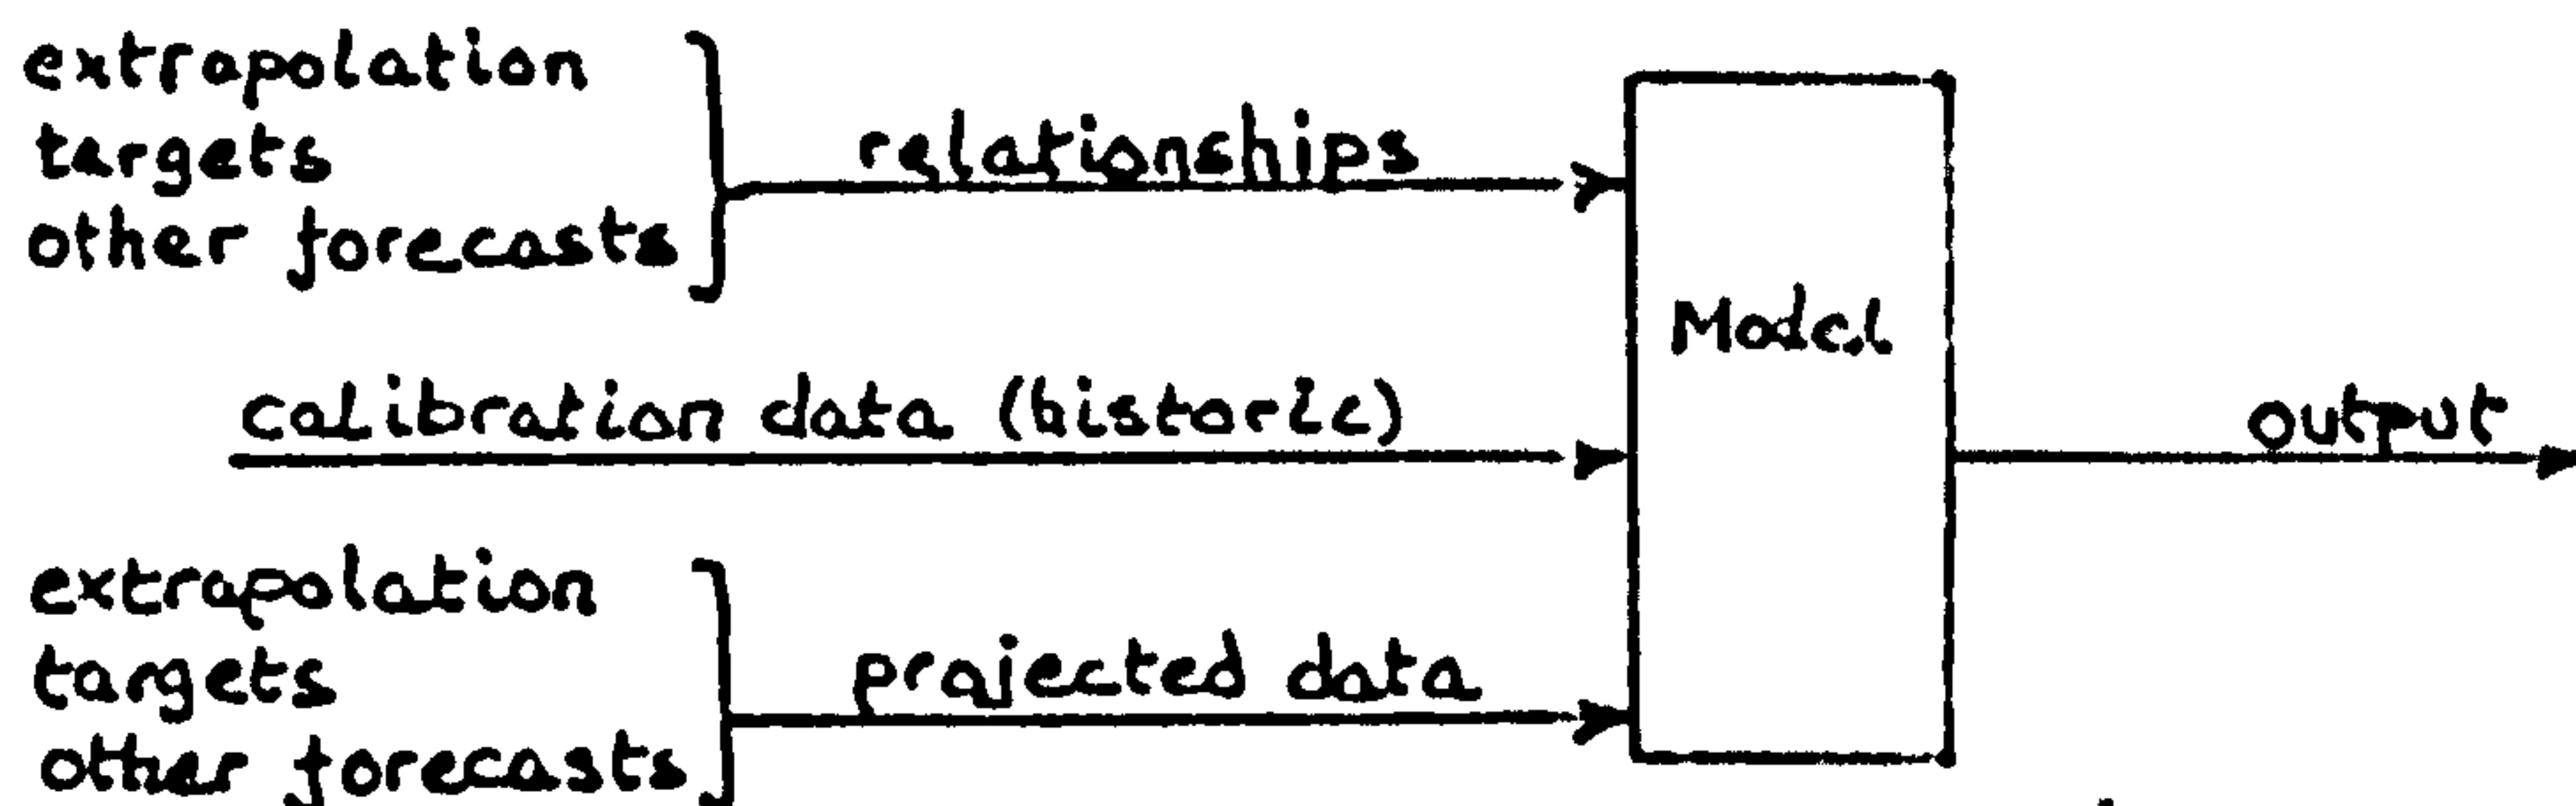 extrapolation
targets
other forecasts
relationships
Model
calibration data (historic)
output
extrapolation
targets
other forecasts
projected data